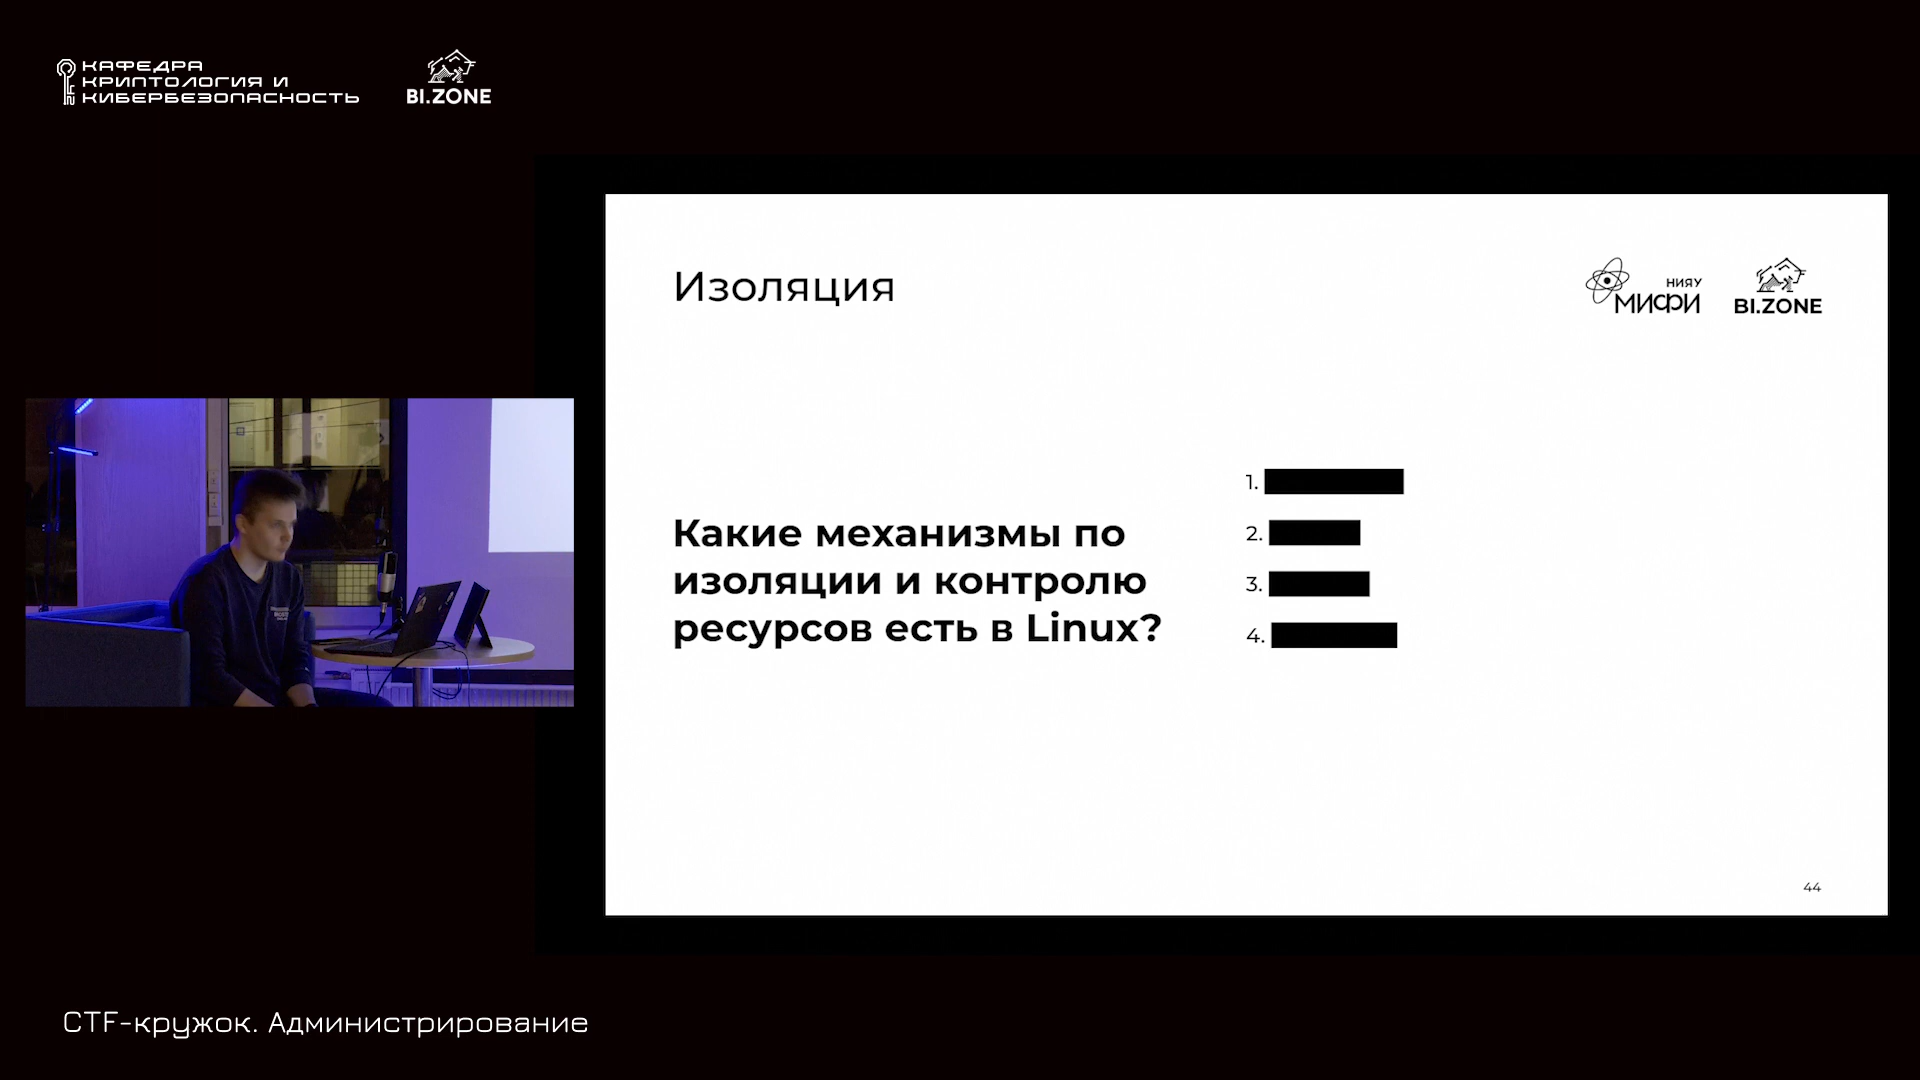 КАФЕДРА
КРИПТОЛОГИЯ И
КИБЕРБЕЗОПАСНОСТЬ
BI.ZONE
Изоляция
НИЯУ
МИФИ
BI.ZONE
Какие механизмы по
изоляции и контролю
ресурсов есть в Linux?
1.
2.
3.
4.
44
CTF-кружок. Администрирование